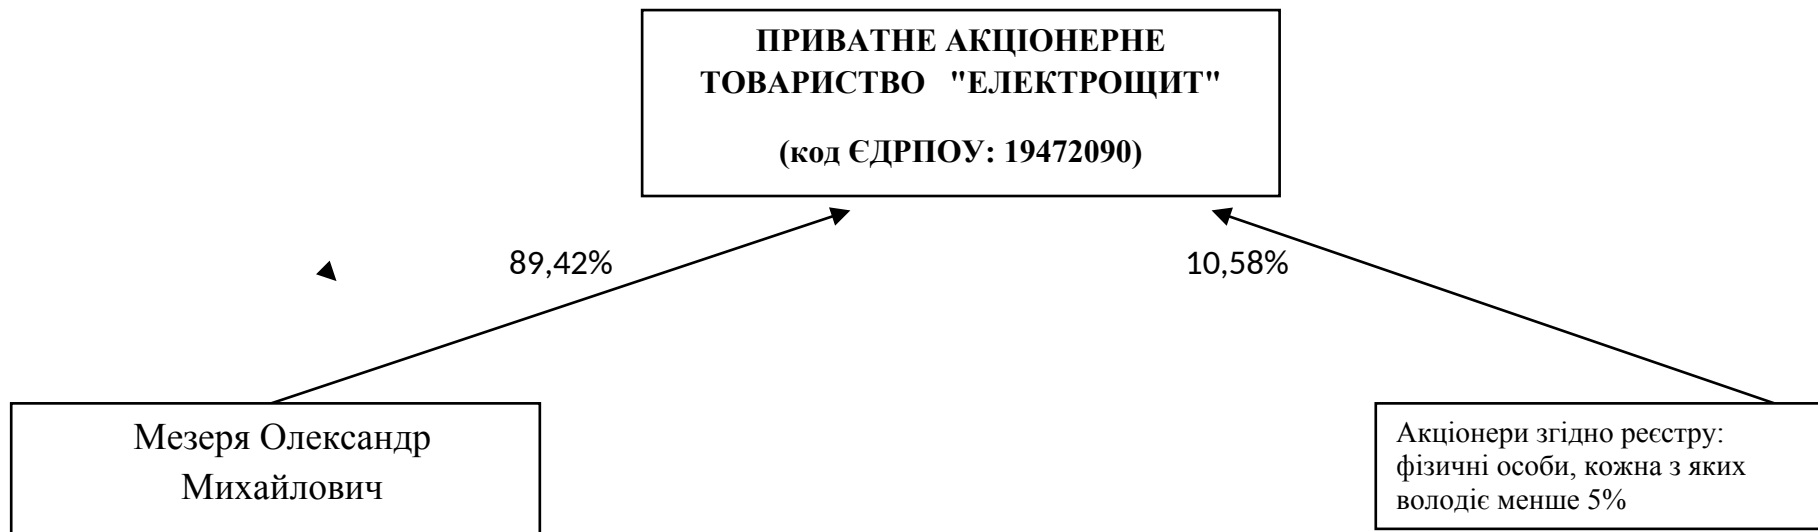 ПРИВАТНЕ АКЦІОНЕРНЕ
ТОВАРИСТВО "ЕЛЕКТРОЩИТ"
(код ЄДРПОУ: 19472090)
89,42%
10,58%
Мезеря Олександр
Михайлович
Акціонери згідно реєстру:
фізичні особи, кожна з яких
володіє менше 5%